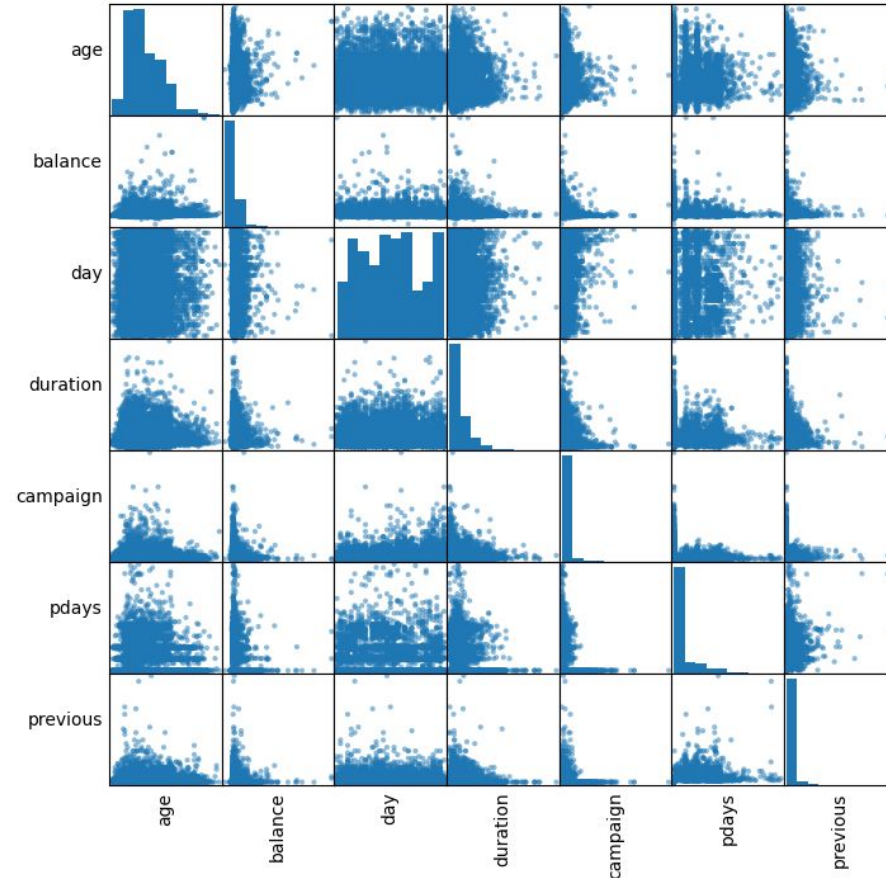 age
balance
day
duration
campaign
pdays
previous
age
balance
day
duration
campaign
pdays
previous